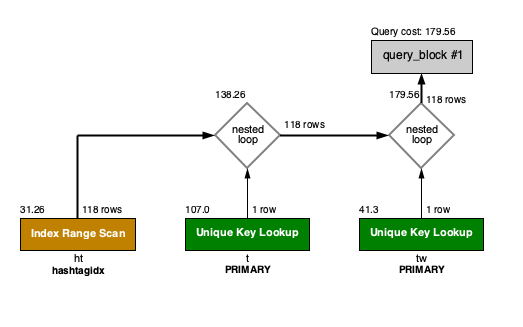 Query cost: 179.56
query_block #1
138.26
179.56
118 rows
nested
loop
118 rows
nested
loop
31.26
118 rows
107.0
1 row
41.3
1 row
Index Range Scan
Unique Key Lookup
Unique Key Lookup
ht
t
tw
hashtagidx
PRIMARY
PRIMARY